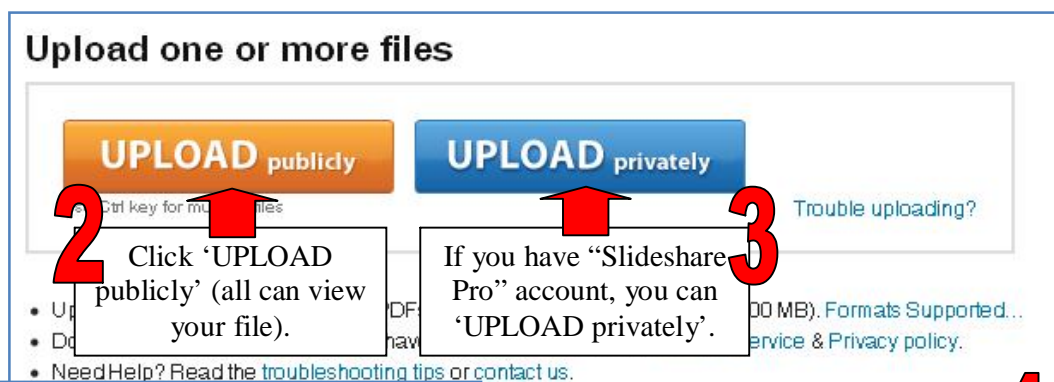 Upload one or more files
UPLOAD publicly UPLOAD privately
Ctrl key for files
Trouble uploading?
2
3
Click ‘UPLOAD
publicly’ (all can view
your file).
If you have “Slideshare
Pro” account, you can
‘UPLOAD privately’.
00 MB). Formats Supported...
& Privacy policy.
Need Help? Read the troubleshooting tips or contact us.